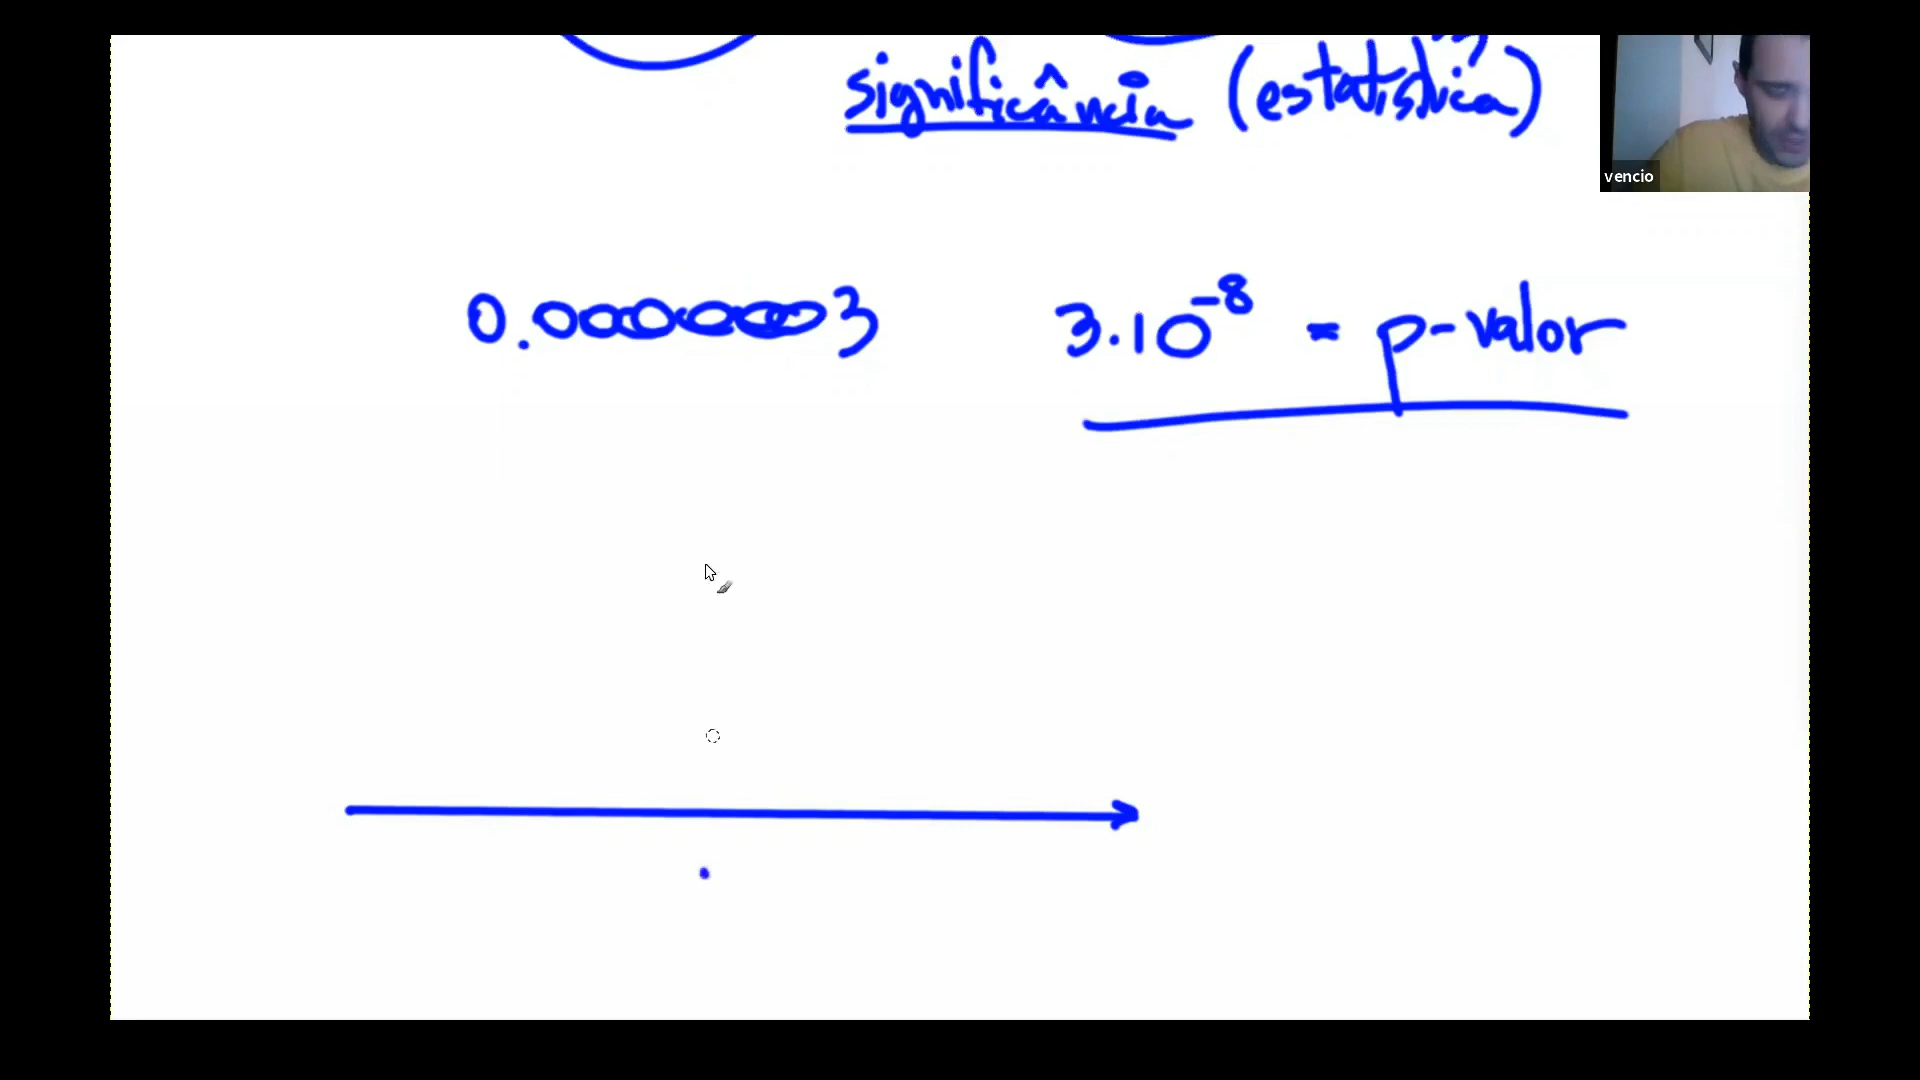 significância (estatística)
vencio
0.00000003 3.10⁻⁸ = p-valor